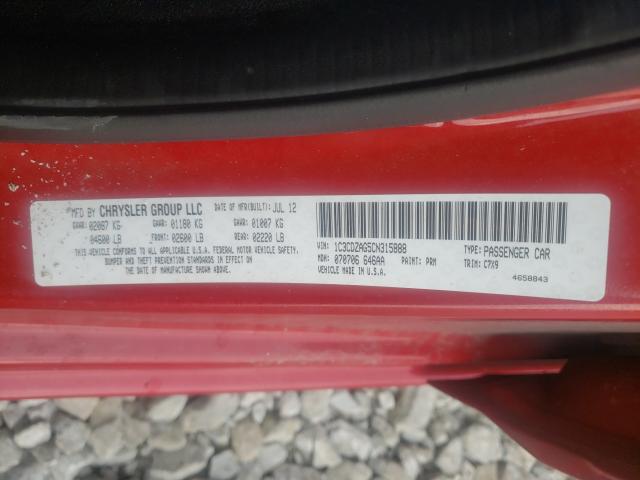 MFD BY CHRYSLER GROUP LLC DATE OF MFR(BUILT): JUL 12
GVWR: 02087 KG GAWR: 01180 KG GAWR: 01007 KG
04600 LB FRONT: 02600 LB REAR: 02220 LB
THIS VEHICLE CONFORMS TO ALL APPLICABLE U.S.A. FEDERAL MOTOR VEHICLE SAFETY,
BUMPER AND THEFT PREVENTION STANDARDS IN EFFECT ON
THE DATE OF MANUFACTURE SHOWN ABOVE.
VIN: 1C3CDZAG5CN315888 TYPE: PASSENGER CAR
MDH: 070706 646AA PAINT: PRM TRIM: C7X9
VEHICLE MADE IN U.S.A.
4658843